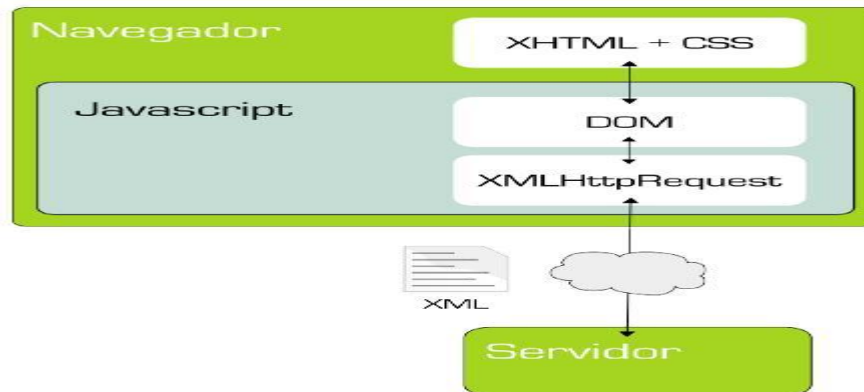 Navegador
XHTML + CSS
Javascript
DOM
XMLHttpRequest
XML
Servidor